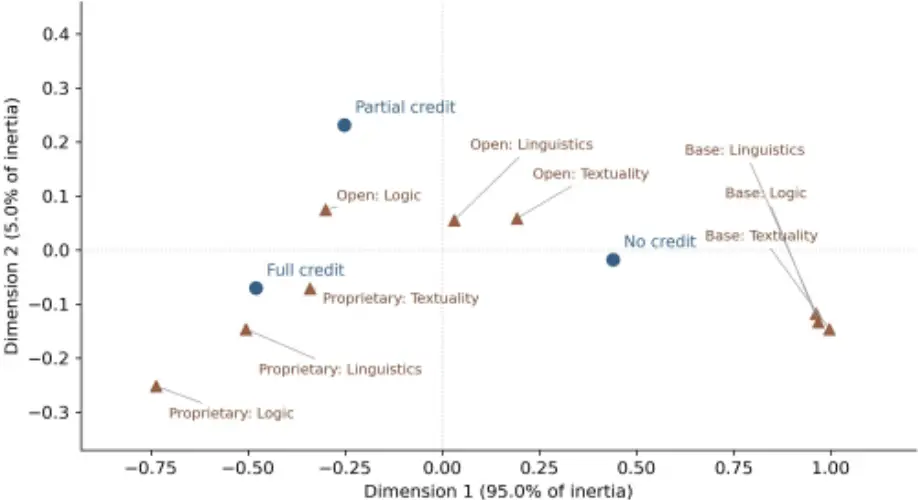 0.4
0.3
0.2
0.1
0.0
−0.1
−0.2
−0.3
Dimension 2 (5.0% of inertia)
Partial credit
Open: Linguistics
Base: Linguistics
Open: Textuality
Open: Logic
Base: Logic
No credit
Base: Textuality
Full credit
Proprietary: Textuality
Proprietary: Linguistics
Proprietary: Logic
−0.75
−0.50
−0.25
0.00
0.25
0.50
0.75
1.00
Dimension 1 (95.0% of inertia)